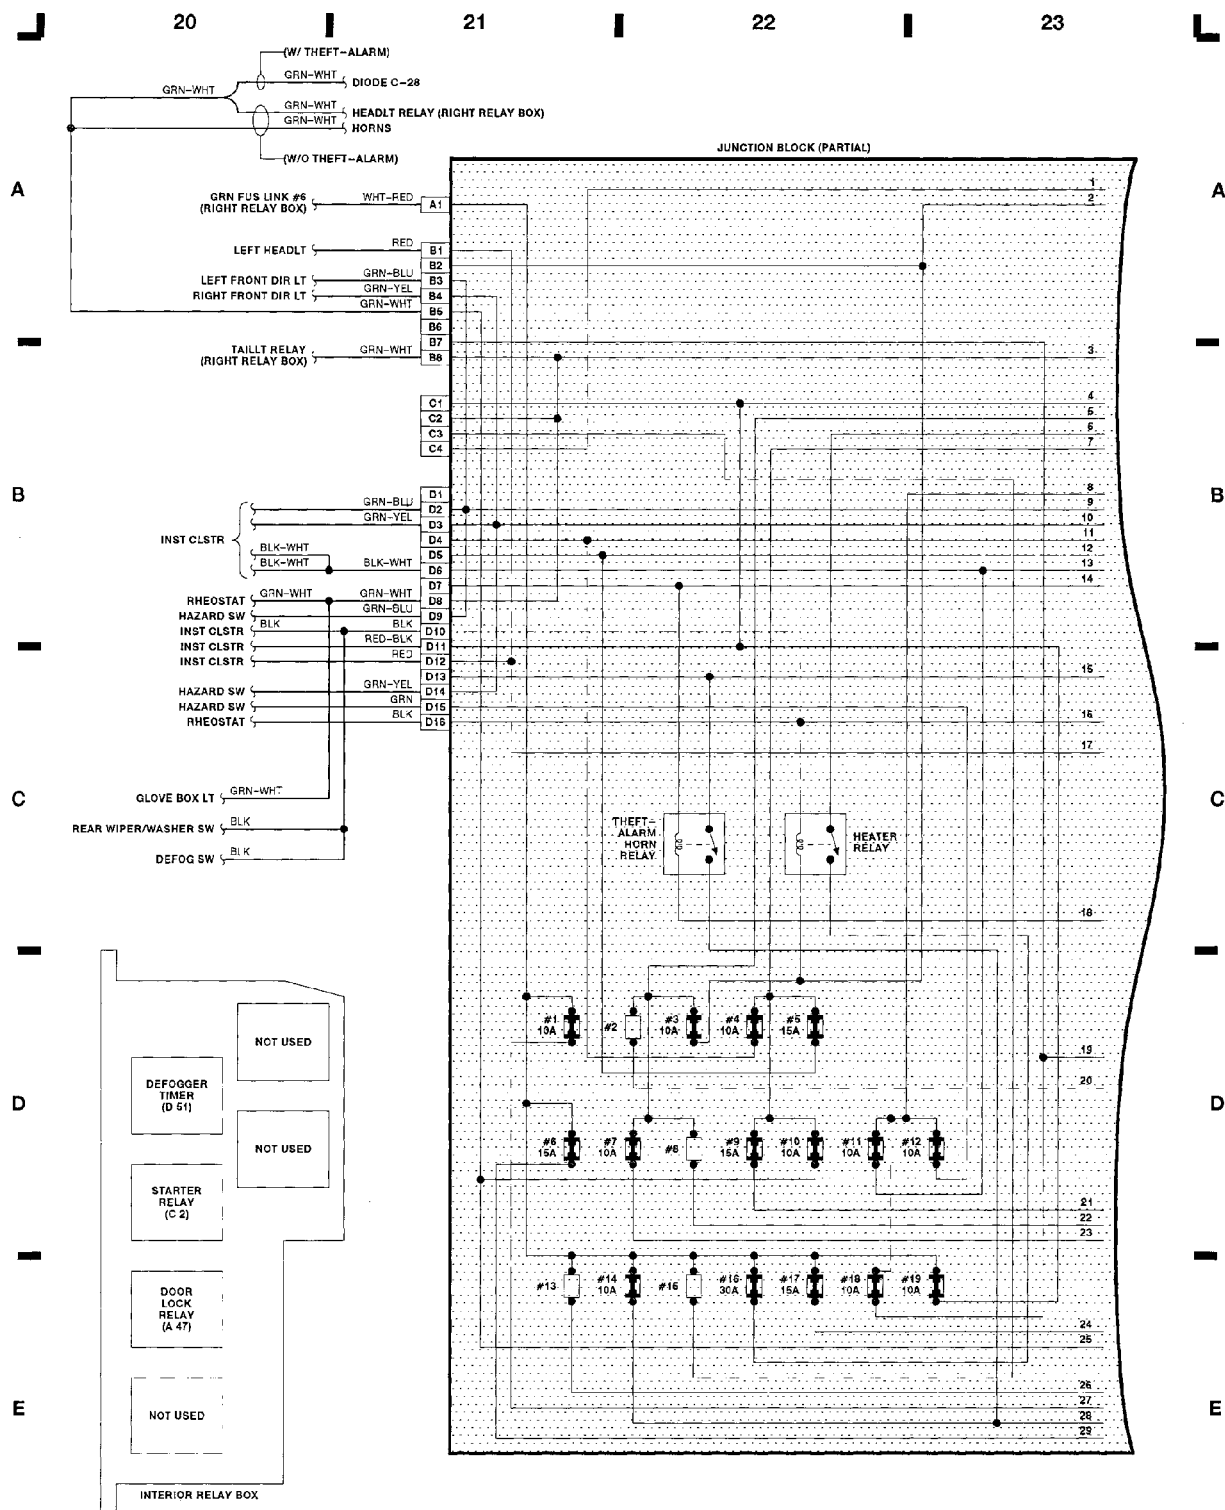 20 21 22 23
(W/ THEFT-ALARM)
GRN-WHT DIODE C-28
GRN-WHT
GRN-WHT HEADLT RELAY (RIGHT RELAY BOX)
GRN-WHT HORNS
(W/O THEFT-ALARM)
JUNCTION BLOCK (PARTIAL)
A A
1
2
GRN FUS LINK #6
(RIGHT RELAY BOX) WHT-RED A1
LEFT HEADLT RED B1
B2
LEFT FRONT DIR LT GRN-BLU B3
RIGHT FRONT DIR LT GRN-YEL B4
GRN-WHT B5
B6
B7
TAILLT RELAY
(RIGHT RELAY BOX) GRN-WHT B8 3
C1 4
C2 5
C3 6
C4 7
B B
D1 8
INST CLSTR
GRN-BLU D2 9
GRN-YEL D3 10
D4 11
BLK-WHT D5 12
BLK-WHT BLK-WHT D6 13
D7 14
RHEOSTAT GRN-WHT GRN-WHT D8
HAZARD SW GRN-BLU D9
INST CLSTR BLK BLK D10
INST CLSTR RED-BLK D11
INST CLSTR RED D12
D13 15
HAZARD SW GRN-YEL D14
HAZARD SW GRN D15
RHEOSTAT BLK D16 16
17
C C
GLOVE BOX LT GRN-WHT
REAR WIPER/WASHER SW BLK
DEFOG SW BLK
THEFT-
ALARM
HORN
RELAY
HEATER
RELAY
18
NOT USED
#1
10A
#2
#3
10A
#4
10A
#5
15A
19
20
DEFOGGER
TIMER
(D 51)
D D
NOT USED
#6
15A
#7
10A
#8
#9
15A
#10
10A
#11
10A
#12
10A
STARTER
RELAY
(C 2)
21
22
23
#13
#14
10A
#15
#16
30A
#17
15A
#18
10A
#19
10A
DOOR
LOCK
RELAY
(A 47)
24
25
26
27
28
29
E E
NOT USED
INTERIOR RELAY BOX